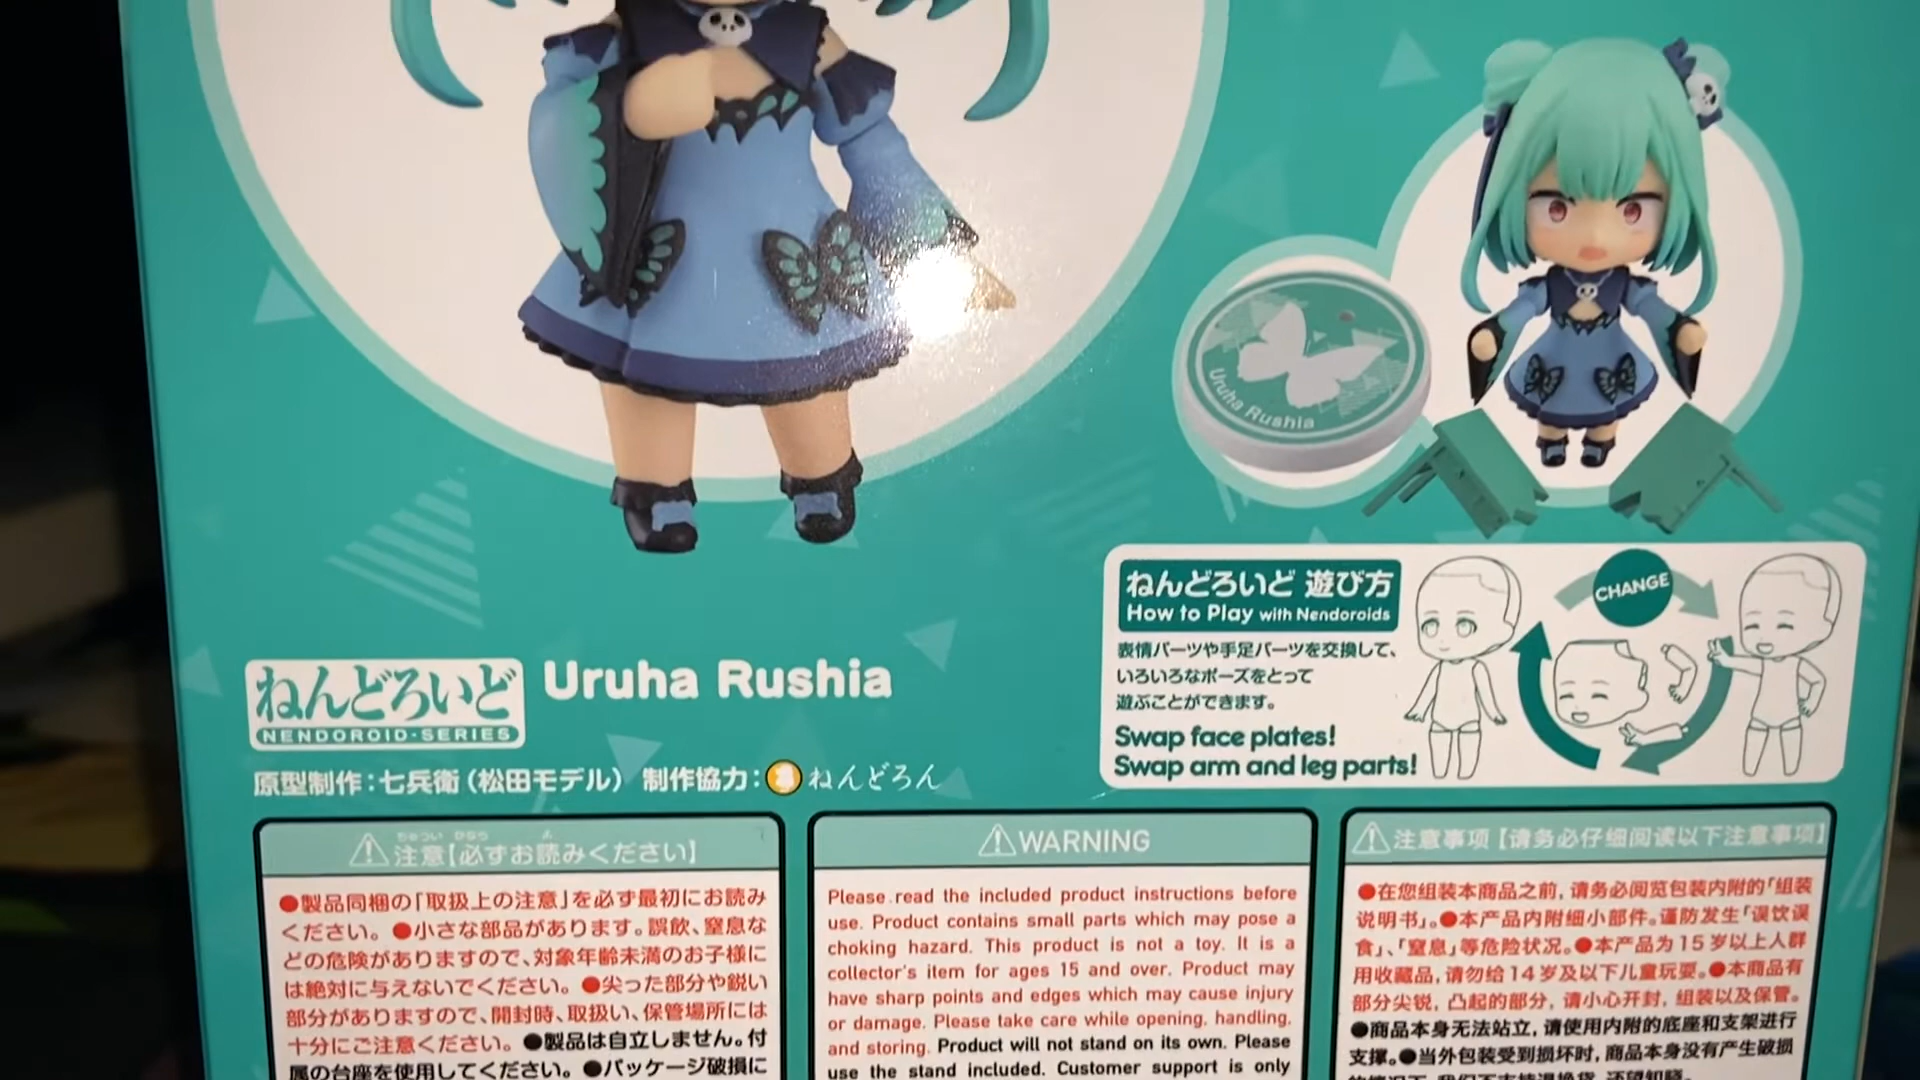 Uruha Rushia
ねんどろいど 遊び方
How to Play with Nendoroids
表情パーツや手足パーツを交換して、
いろいろなポーズをとって
遊ぶことができます。
Swap face plates!
Swap arm and leg parts!
CHANGE
ねんどろいど
NENDOROID·SERIES
Uruha Rushia
原型制作：七兵衛（松田モデル） 制作協力：ねんどろん
注意【必ずお読みください】
●製品同梱の「取扱上の注意」を必ず最初にお読み
ください。●小さな部品があります。誤飲、窒息な
どの危険がありますので、対象年齢未満のお子様に
は絶対に与えないでください。●尖った部分や鋭い
部分がありますので、開封時、取扱い、保管場所には
十分にご注意ください。●製品は自立しません。付
属の台座を使用してください。●パッケージ破損に
WARNING
Please read the included product instructions before
use. Product contains small parts which may pose a
choking hazard. This product is not a toy. It is a
collector's item for ages 15 and over. Product may
have sharp points and edges which may cause injury
or damage. Please take care while opening, handling,
and storing. Product will not stand on its own. Please
use the stand included. Customer support is only
注意事项【请务必仔细阅读以下注意事项】
●在您组装本商品之前，请务必阅览包装内附的「组装
说明书」。●本产品内附细小部件。谨防发生「误饮误
食」、「窒息」等危险状况。●本产品为15岁以上人群
用收藏品，请勿给14岁及以下儿童玩耍。●本商品有
部分尖锐，凸起的部分，请小心开封，组装以及保管。
●商品本身无法站立，请使用内附的底座和支架进行
支撑。●当外包装受到损坏时，商品本身没有产生破损